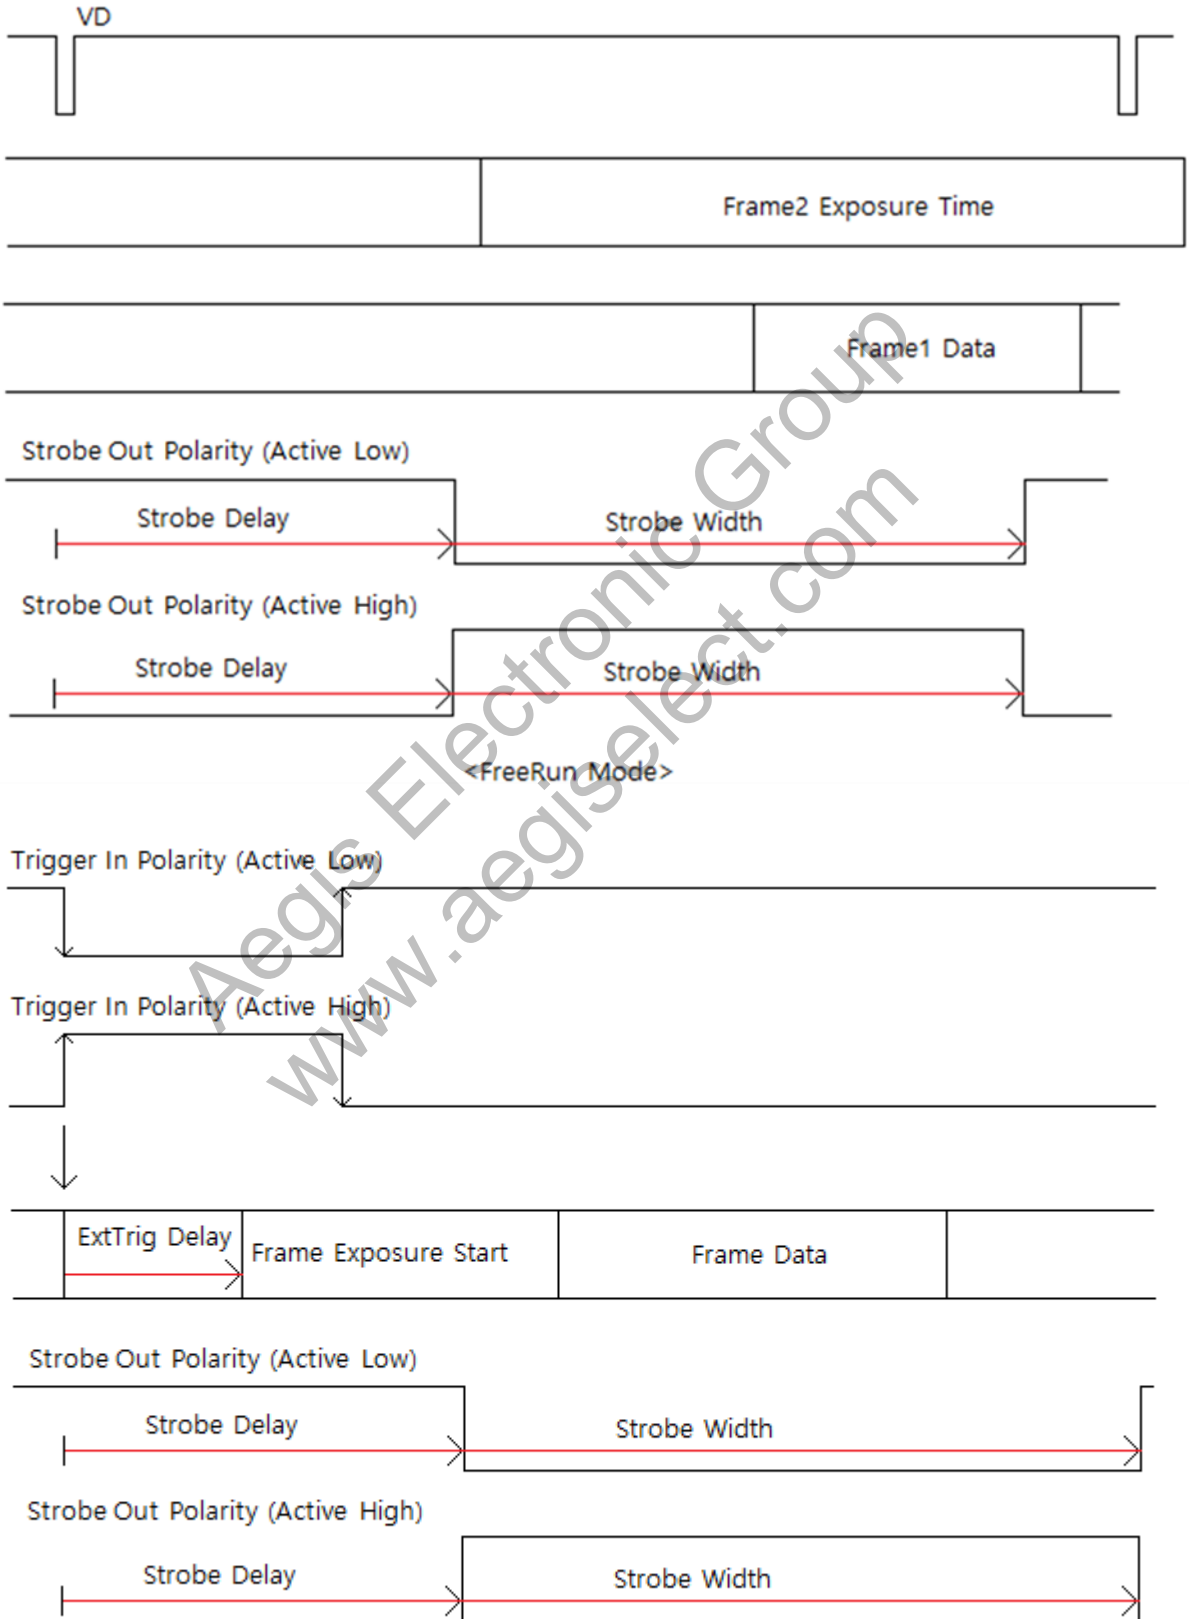 VD
Frame2 Exposure Time
Frame1 Data
Strobe Out Polarity (Active Low)
Strobe Delay
Strobe Width
Strobe Out Polarity (Active High)
Strobe Delay
Strobe Width
<FreeRun Mode>
Trigger In Polarity (Active Low)
Trigger In Polarity (Active High)
ExtTrig Delay
Frame Exposure Start
Frame Data
Strobe Out Polarity (Active Low)
Strobe Delay
Strobe Width
Strobe Out Polarity (Active High)
Strobe Delay
Strobe Width
Aegis Electronic Group
www.aegiselect.com